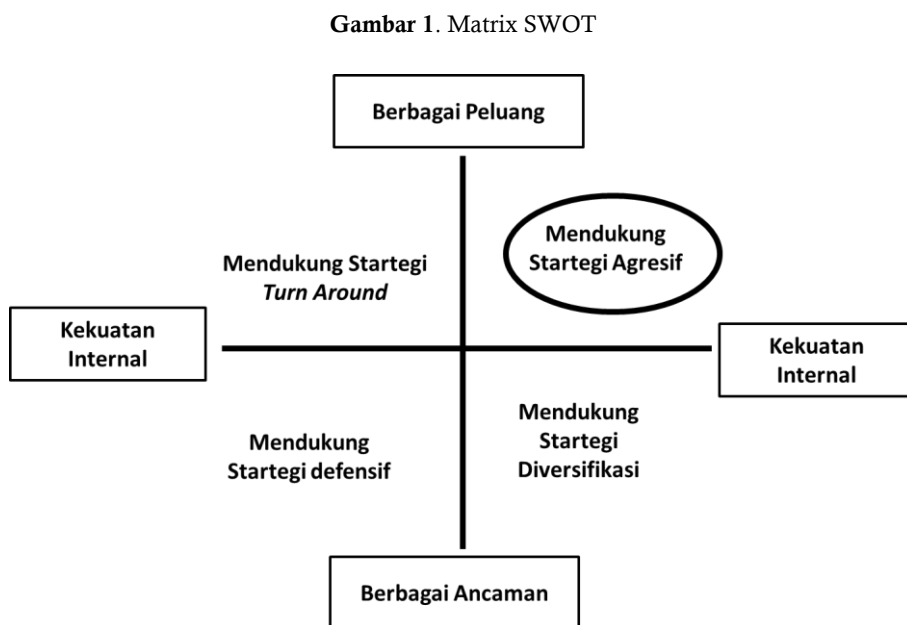 Gambar 1. Matrix SWOT
Berbagai Peluang
Mendukung Startegi
Turn Around
Mendukung
Startegi Agresif
Kekuatan
Internal
Kekuatan
Internal
Mendukung
Startegi defensif
Mendukung
Startegi
Diversifikasi
Berbagai Ancaman